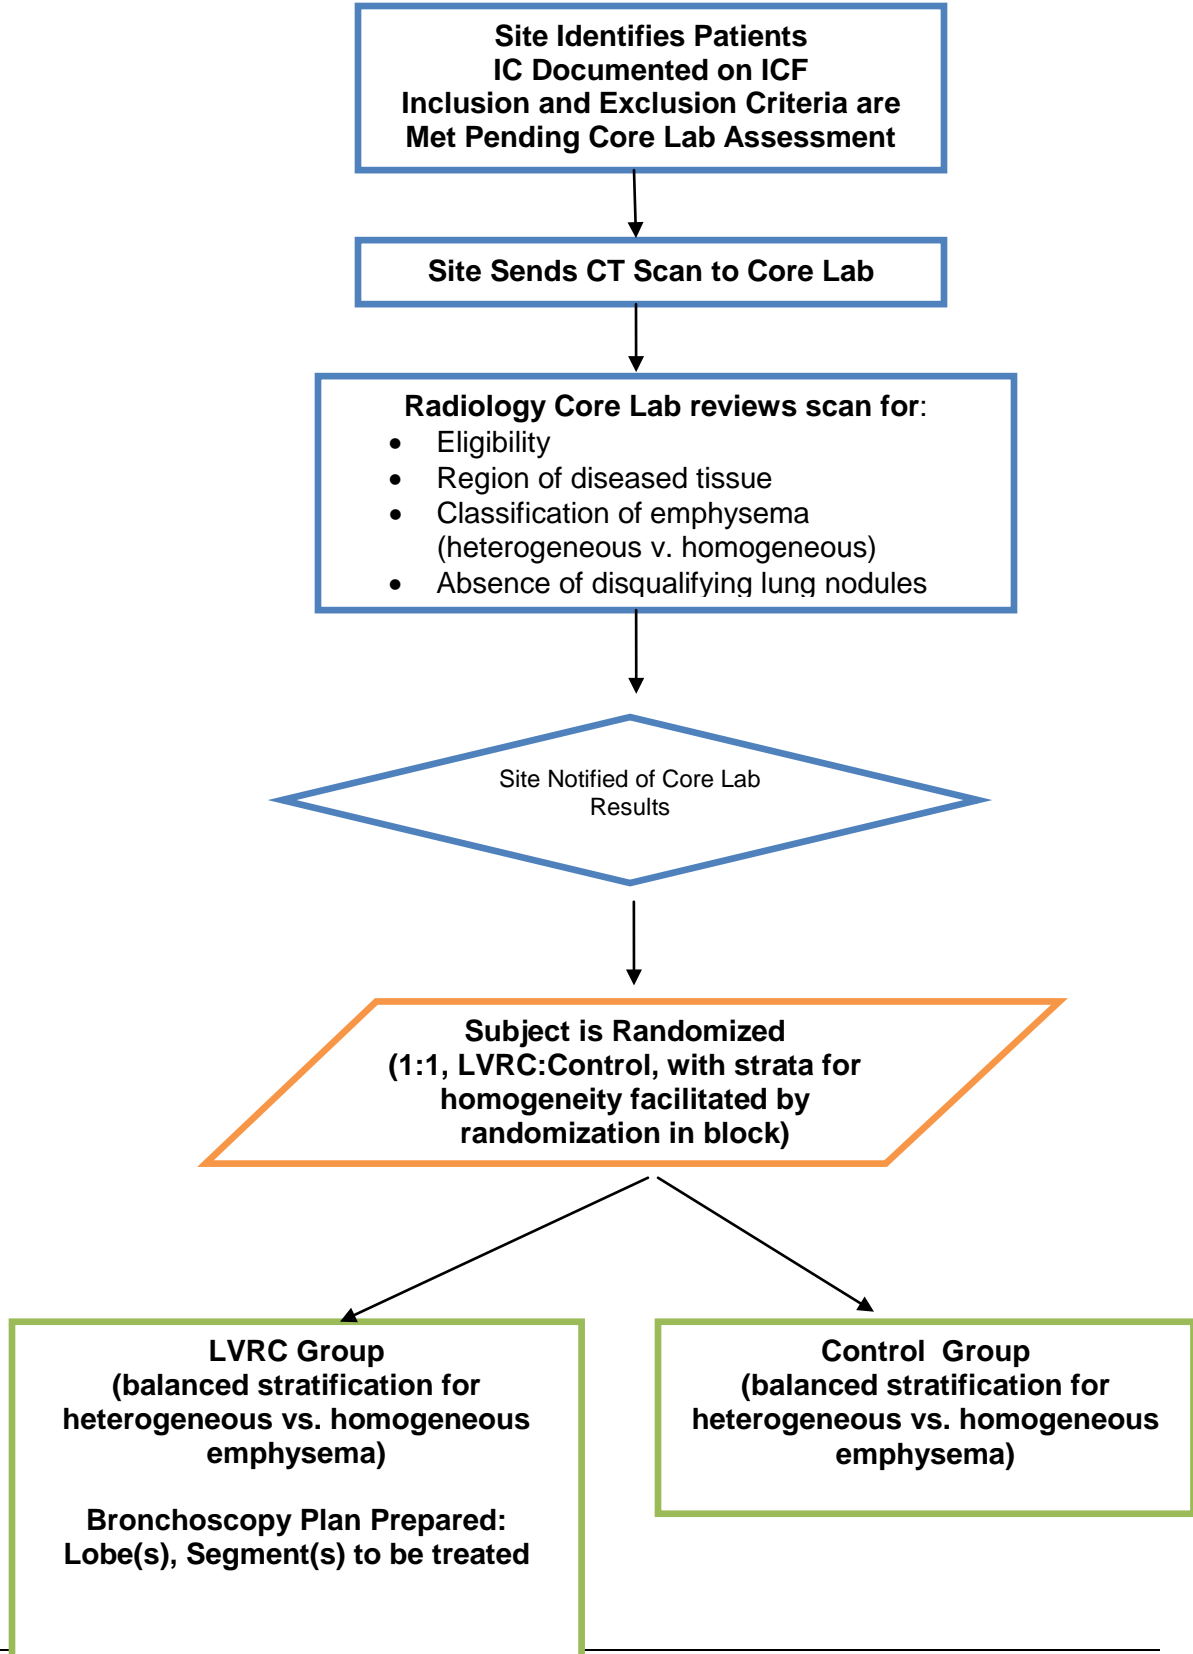 Site Identifies Patients
IC Documented on ICF
Inclusion and Exclusion Criteria are
Met Pending Core Lab Assessment
Site Sends CT Scan to Core Lab
Radiology Core Lab reviews scan for:
• Eligibility
• Region of diseased tissue
• Classification of emphysema
(heterogeneous v. homogeneous)
• Absence of disqualifying lung nodules
Site Notified of Core Lab
Results
Subject is Randomized
(1:1, LVRC:Control, with strata for
homogeneity facilitated by
randomization in block)
LVRC Group
(balanced stratification for
heterogeneous vs. homogeneous
emphysema)
Bronchoscopy Plan Prepared:
Lobe(s), Segment(s) to be treated
Control  Group
(balanced stratification for
heterogeneous vs. homogeneous
emphysema)